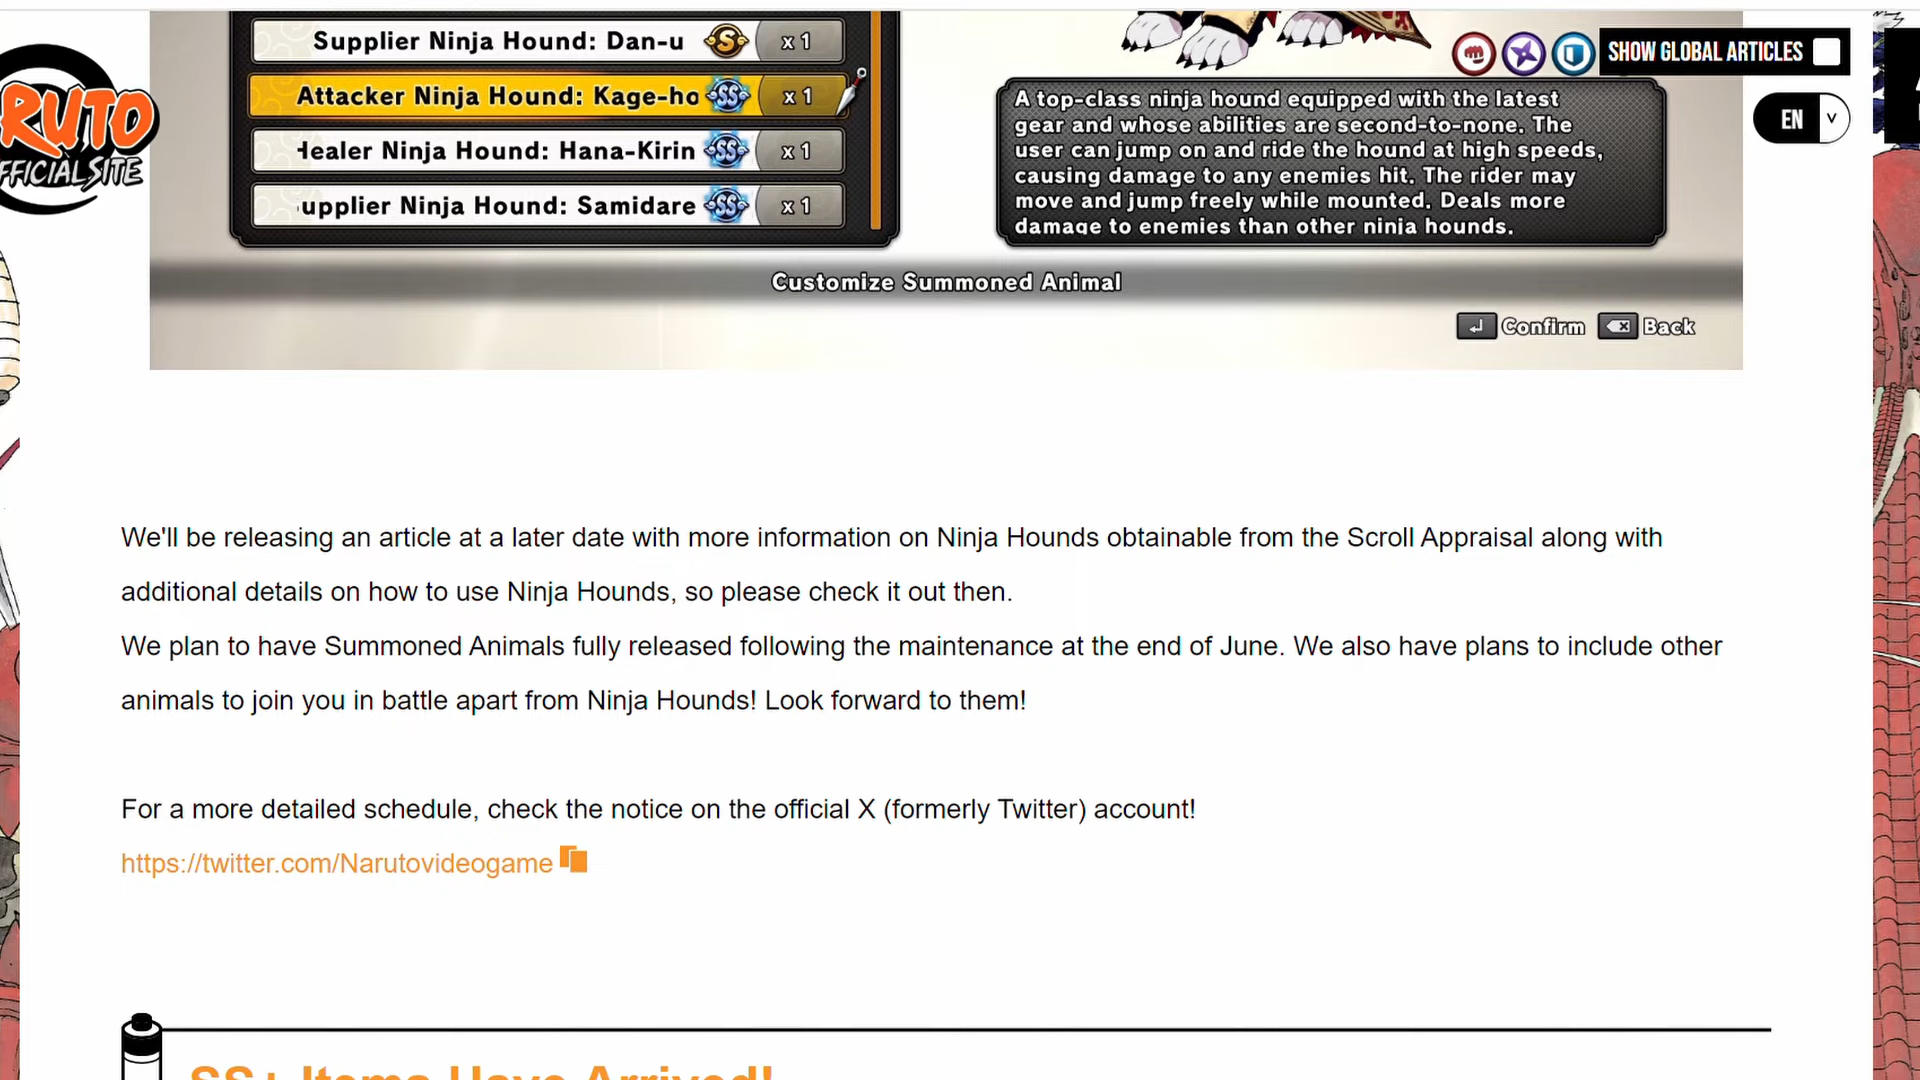 Supplier Ninja Hound: Dan-u S x 1
Attacker Ninja Hound: Kage-ho SS x 1
Healer Ninja Hound: Hana-Kirin SS x 1
upplier Ninja Hound: Samidare SS x 1
A top-class ninja hound equipped with the latest
gear and whose abilities are second-to-none. The
user can jump on and ride the hound at high speeds,
causing damage to any enemies hit. The rider may
move and jump freely while mounted. Deals more
damage to enemies than other ninja hounds.
SHOW GLOBAL ARTICLES
EN
RUTO
FFICIAL SITE
Customize Summoned Animal
Confirm Back
We'll be releasing an article at a later date with more information on Ninja Hounds obtainable from the Scroll Appraisal along with
additional details on how to use Ninja Hounds, so please check it out then.
We plan to have Summoned Animals fully released following the maintenance at the end of June. We also have plans to include other
animals to join you in battle apart from Ninja Hounds! Look forward to them!
For a more detailed schedule, check the notice on the official X (formerly Twitter) account!
https://twitter.com/Narutovideogame
SS+ Items Have Arrived!